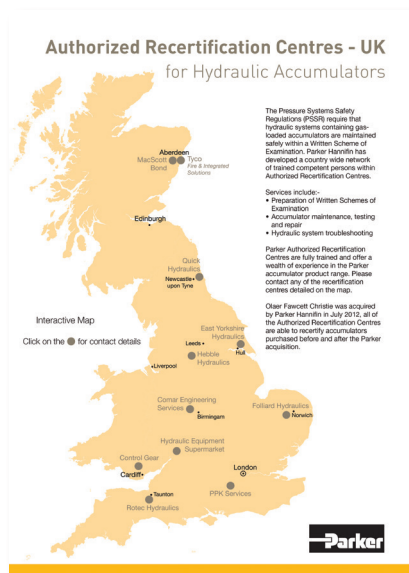 Authorized Recertification Centres - UK
for Hydraulic Accumulators
The Pressure Systems Safety
Regulations (PSSR) require that
hydraulic systems containing gas-
loaded accumulators are maintained
safely within a Written Scheme of
Examination. Parker Hannifin has
developed a country wide network
of trained competent persons within
Authorized Recertification Centres.
Services include:-
• Preparation of Written Schemes of
Examination
• Accumulator maintenance, testing
and repair
• Hydraulic system troubleshooting
Parker Authorized Recertification
Centres are fully trained and offer a
wealth of experience in the Parker
accumulator product range. Please
contact any of the recertification
centres detailed on the map.
Olaer Fawcett Christie was acquired
by Parker Hannifin in July 2012, all of
the Authorized Recertification Centres
are able to recertify accumulators
purchased before and after the Parker
acquisition.
Aberdeen
MacScott
Bond
Tyco
Fire & Integrated
Solutions
Edinburgh
Quick
Hydraulics
Newcastle
upon Tyne
Interactive Map
Click on the for contact details
East Yorkshire
Hydraulics
Leeds
Hull
Hebble
Hydraulics
Liverpool
Comar Engineering
Services
Birmingam
Folliard Hydraulics
Norwich
Hydraulic Equipment
Supermarket
Control Gear
Cardiff
London
Taunton
PPK Services
Rotec Hydraulics
Parker